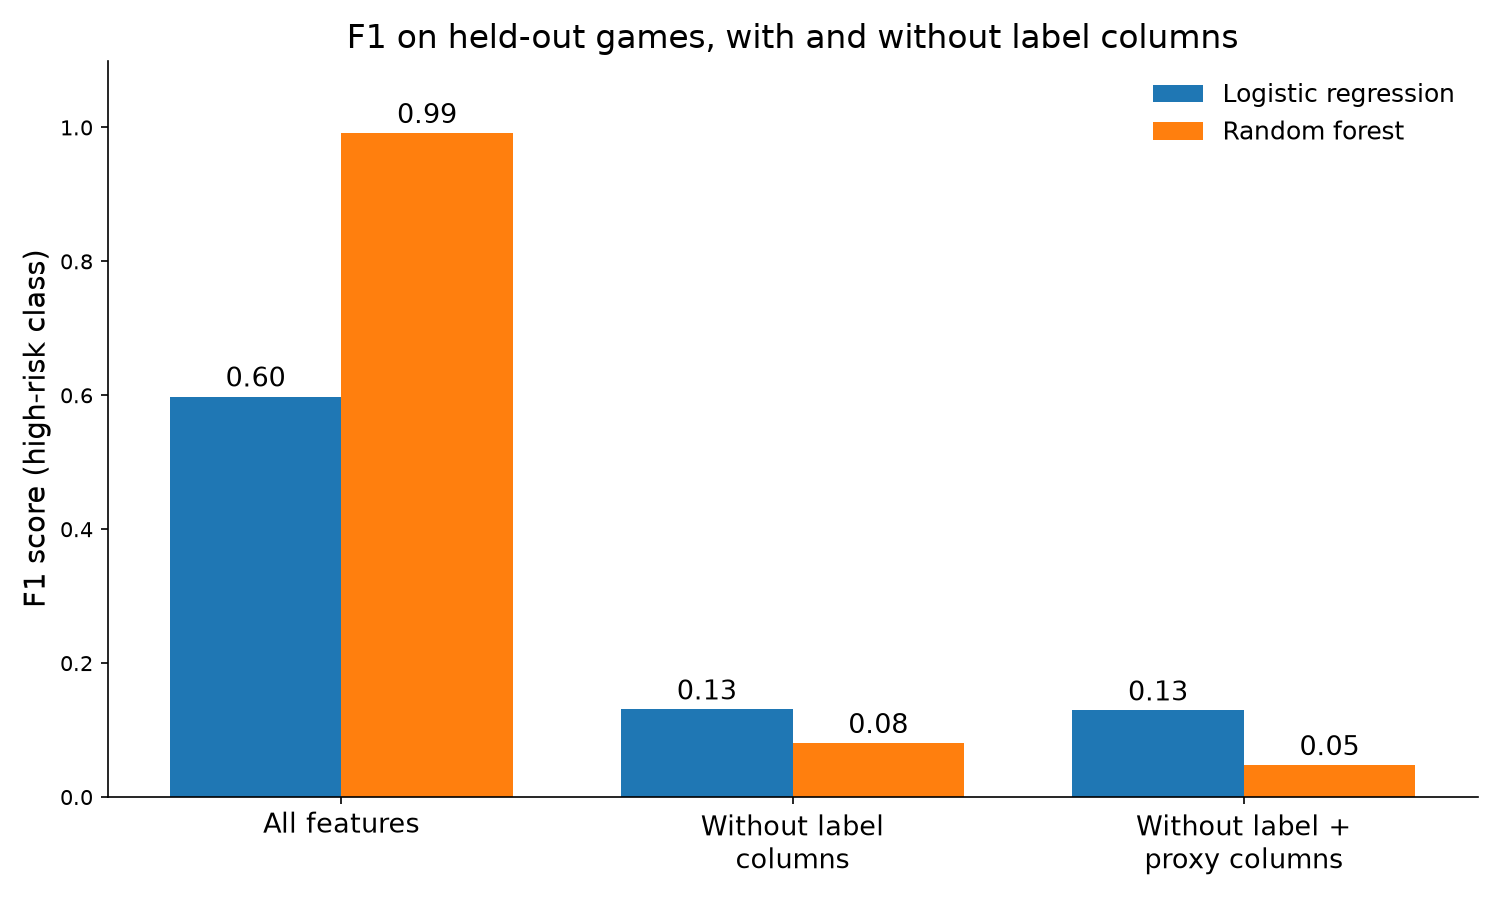 F1 on held-out games, with and without label columns
Logistic regression
Random forest
F1 score (high-risk class)
1.0
0.8
0.6
0.4
0.2
0.0
0.60
0.99
0.13
0.08
0.13
0.05
All features
Without label
columns
Without label +
proxy columns